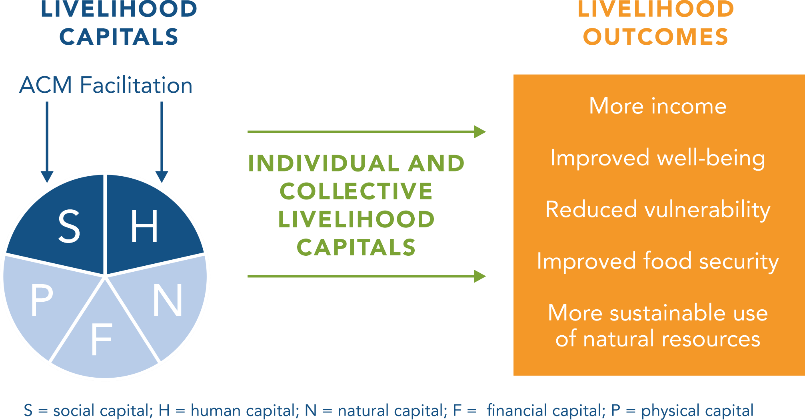 LIVELIHOOD
CAPITALS
ACM Facilitation
S
H
P
N
F
INDIVIDUAL AND
COLLECTIVE
LIVELIHOOD
CAPITALS
LIVELIHOOD
OUTCOMES
More income
Improved well-being
Reduced vulnerability
Improved food security
More sustainable use
of natural resources
S = social capital; H = human capital; N = natural capital; F = financial capital; P = physical capital